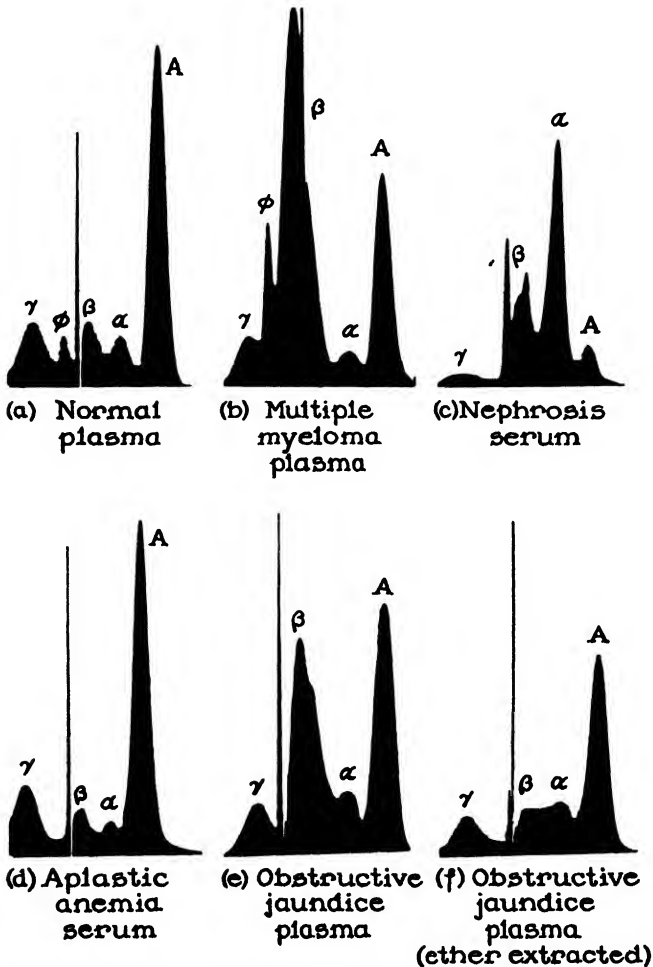 A
γ
φ
β
α
(a) Normal
plasma
β
φ
A
γ
α
(b) Multiple
myeloma
plasma
α
β
A
γ
(c) Nephrosis
serum
A
γ
β
α
(d) Aplastic
anemia
serum
A
β
γ
α
(e) Obstructive
jaundice
plasma
A
γ
β
α
(f) Obstructive
jaundice
plasma
(ether extracted)